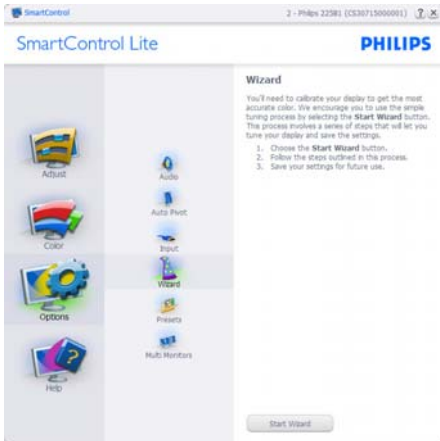 SmartControl
2 - Philips 225B1 (CS30715000001)
SmartControl Lite
PHILIPS
Adjust
Color
Options
Help
Audio
Auto Pivot
Input
Wizard
Presets
Multi Monitors
Wizard
You'll need to calibrate your display to get the most
accurate color. We encourage you to use the simple
tuning process by selecting the Start Wizard button.
This process involves a series of steps that will let you
tune your display and save the settings.
1. Choose the Start Wizard button.
2. Follow the steps outlined in this process.
3. Save your settings for future use.
Start Wizard